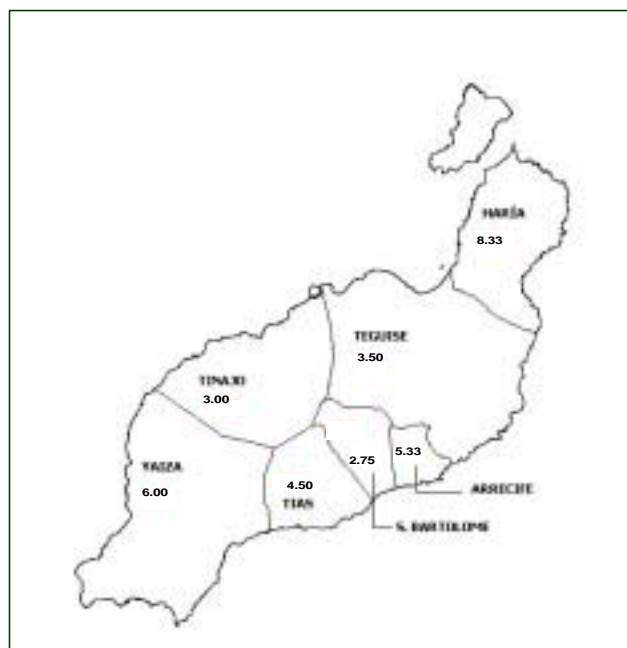 HARÍA
8.33
TEGUISE
3.50
TINAJO
3.00
YAIZA
6.00
4.50
TIAS
2.75
5.33
ARRECIFE
S. BARTOLOME